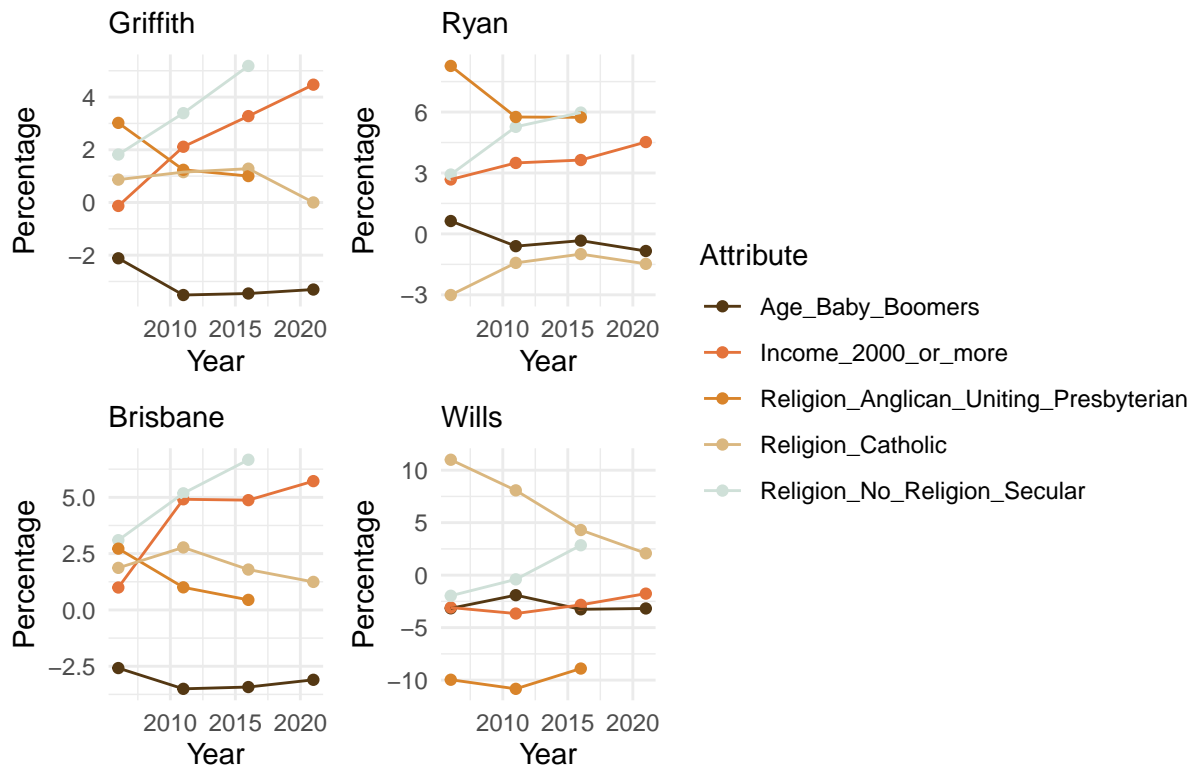 Griffith
Percentage
4
2
0
−2
2010 2015 2020
Year
Ryan
Percentage
6
3
0
−3
2010 2015 2020
Year
Brisbane
Percentage
5.0
2.5
0.0
−2.5
2010 2015 2020
Year
Wills
Percentage
10
5
0
−5
−10
2010 2015 2020
Year
Attribute
Age_Baby_Boomers
Income_2000_or_more
Religion_Anglican_Uniting_Presbyterian
Religion_Catholic
Religion_No_Religion_Secular